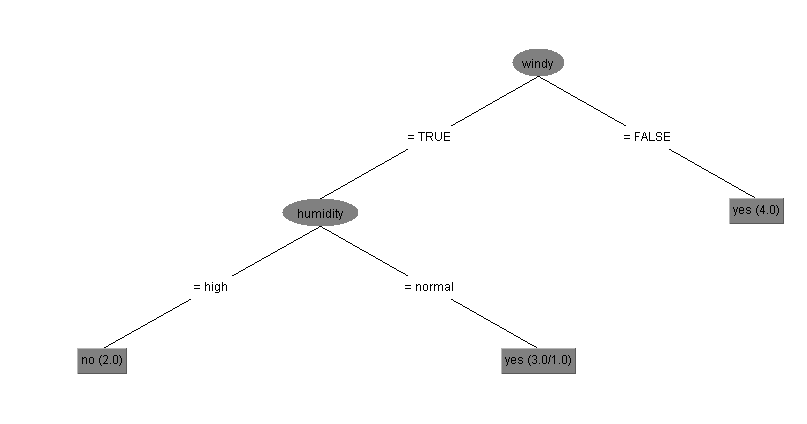 windy
= TRUE
= FALSE
humidity
yes (4.0)
= high
= normal
no (2.0)
yes (3.0/1.0)